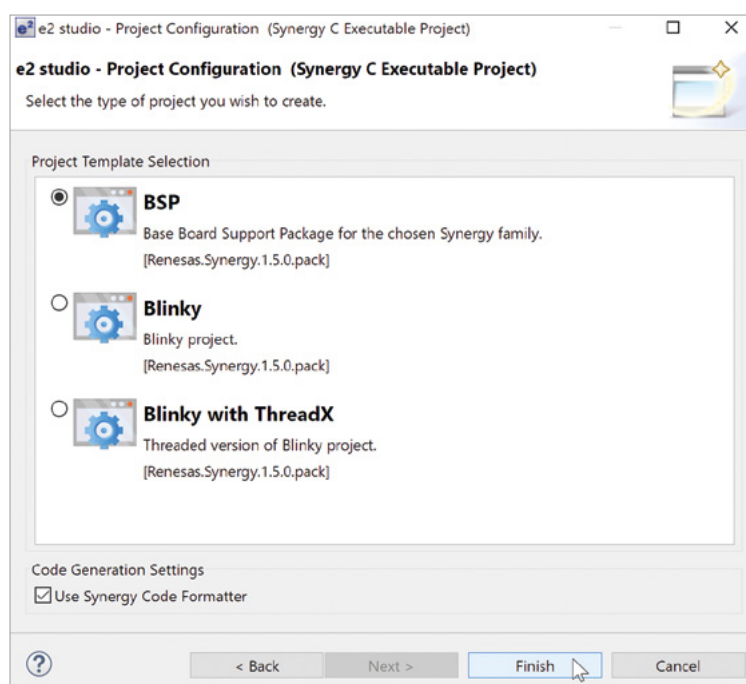 e² e2 studio - Project Configuration (Synergy C Executable Project)
e2 studio - Project Configuration (Synergy C Executable Project)
Select the type of project you wish to create.
Project Template Selection
BSP
Base Board Support Package for the chosen Synergy family.
[Renesas.Synergy.1.5.0.pack]
Blinky
Blinky project.
[Renesas.Synergy.1.5.0.pack]
Blinky with ThreadX
Threaded version of Blinky project.
[Renesas.Synergy.1.5.0.pack]
Code Generation Settings
Use Synergy Code Formatter
? < Back Next > Finish Cancel